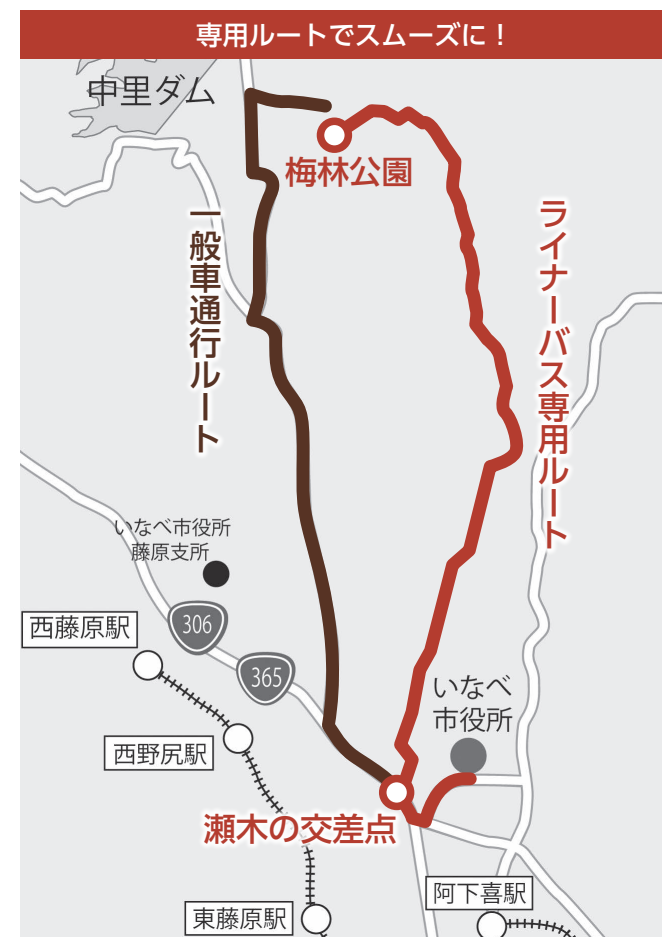 専用ルートでスムーズに！
中里ダム
梅林公園
一般車通行ルート
ライナーバス専用ルート
いなべ市役所
藤原支所
306
西藤原駅
365
いなべ
市役所
西野尻駅
瀬木の交差点
阿下喜駅
東藤原駅